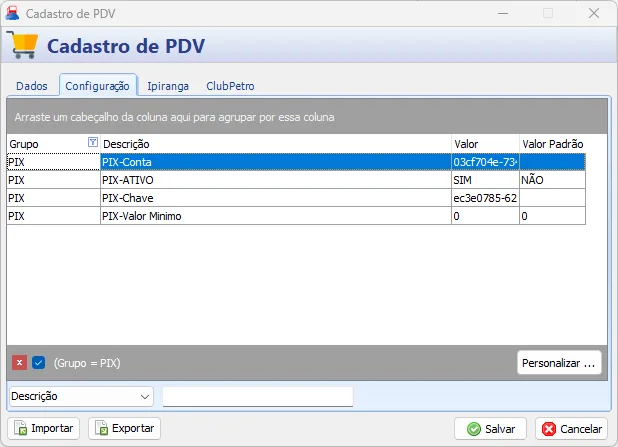 Cadastro de PDV
Cadastro de PDV
Dados Configuração Ipiranga ClubPetro
Arraste um cabeçalho da coluna aqui para agrupar por essa coluna
Grupo Descrição Valor Valor Padrão
PIX PIX-Conta 03cf704e-734
PIX PIX-ATIVO SIM NÃO
PIX PIX-Chave ec3e0785-62
PIX PIX-Valor Minimo 0 0
(Grupo = PIX) Personalizar ...
Descrição
Importar Exportar Salvar Cancelar